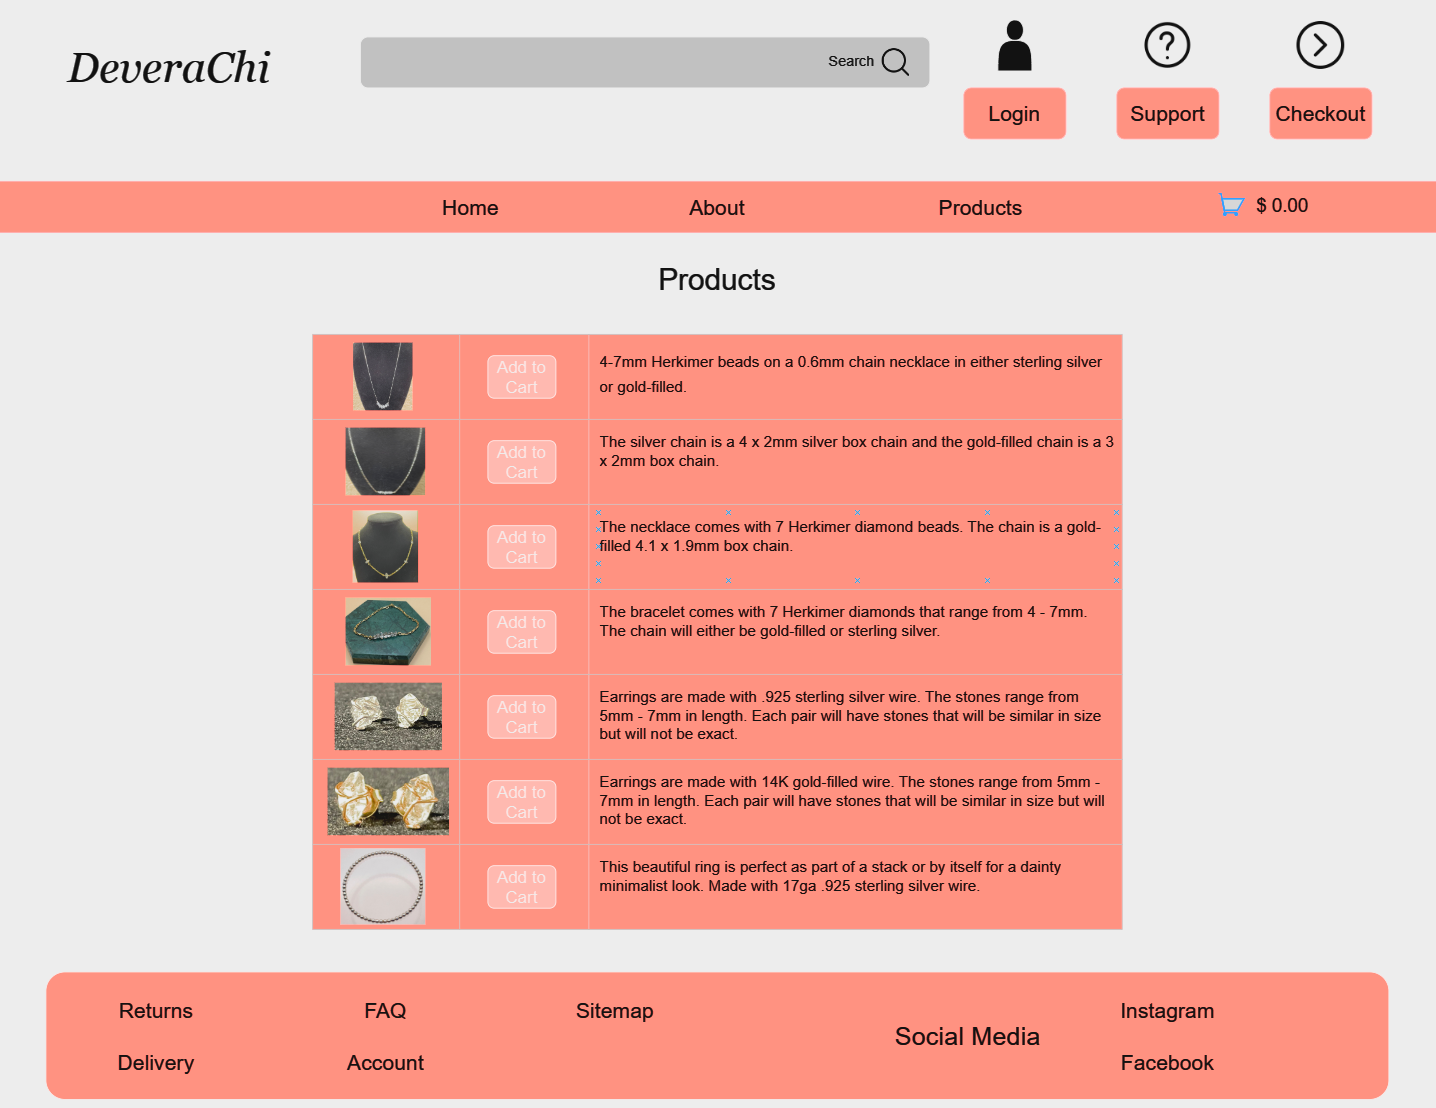 DeveraChi
Search
Login
Support
Checkout
Home
About
Products
$ 0.00
Products
Add to
Cart
4-7mm Herkimer beads on a 0.6mm chain necklace in either sterling silver
or gold-filled.
Add to
Cart
The silver chain is a 4 x 2mm silver box chain and the gold-filled chain is a 3
x 2mm box chain.
Add to
Cart
The necklace comes with 7 Herkimer diamond beads. The chain is a gold-
filled 4.1 x 1.9mm box chain.
Add to
Cart
The bracelet comes with 7 Herkimer diamonds that range from 4 - 7mm.
The chain will either be gold-filled or sterling silver.
Add to
Cart
Earrings are made with .925 sterling silver wire. The stones range from
5mm - 7mm in length. Each pair will have stones that will be similar in size
but will not be exact.
Add to
Cart
Earrings are made with 14K gold-filled wire. The stones range from 5mm -
7mm in length. Each pair will have stones that will be similar in size but will
not be exact.
Add to
Cart
This beautiful ring is perfect as part of a stack or by itself for a dainty
minimalist look. Made with 17ga .925 sterling silver wire.
Returns
FAQ
Sitemap
Social Media
Instagram
Delivery
Account
Facebook